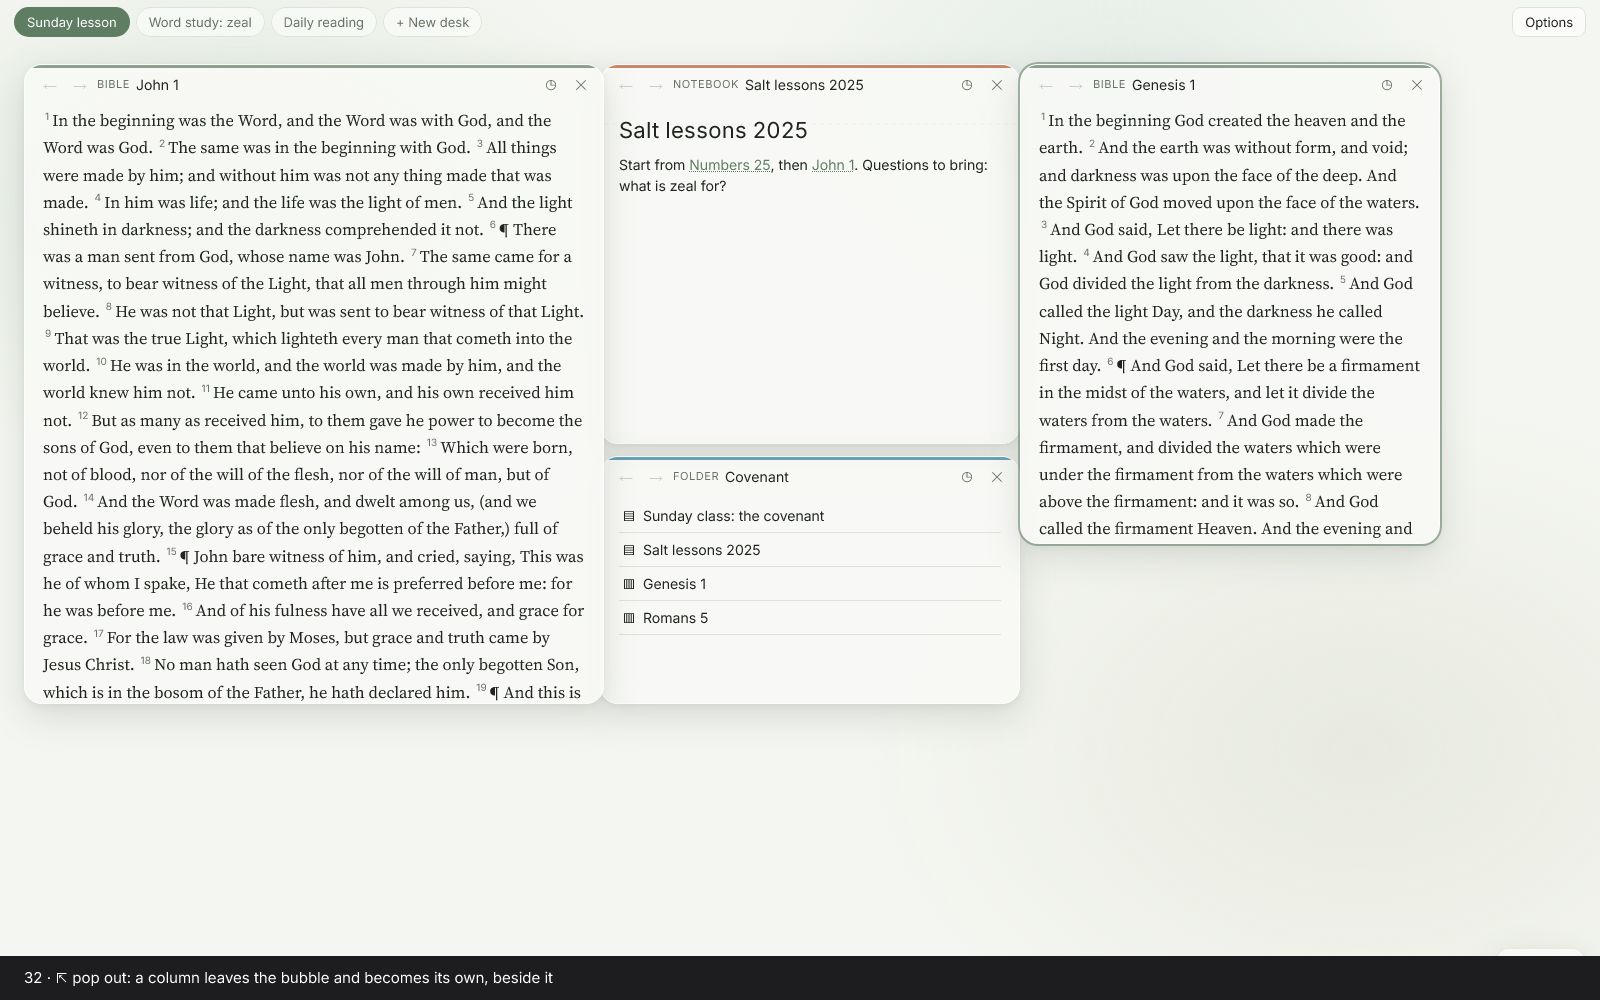 Sunday lesson
Word study: zeal
Daily reading
+ New desk
Options
← → BIBLE John 1
1 In the beginning was the Word, and the Word was with God, and the
Word was God. 2 The same was in the beginning with God. 3 All things
were made by him; and without him was not any thing made that was
made. 4 In him was life; and the life was the light of men. 5 And the light
shineth in darkness; and the darkness comprehended it not. 6 ¶ There
was a man sent from God, whose name was John. 7 The same came for a
witness, to bear witness of the Light, that all men through him might
believe. 8 He was not that Light, but was sent to bear witness of that Light.
9 That was the true Light, which lighteth every man that cometh into the
world. 10 He was in the world, and the world was made by him, and the
world knew him not. 11 He came unto his own, and his own received him
not. 12 But as many as received him, to them gave he power to become the
sons of God, even to them that believe on his name: 13 Which were born,
not of blood, nor of the will of the flesh, nor of the will of man, but of
God. 14 And the Word was made flesh, and dwelt among us, (and we
beheld his glory, the glory as of the only begotten of the Father,) full of
grace and truth. 15 ¶ John bare witness of him, and cried, saying, This was
he of whom I spake, He that cometh after me is preferred before me: for
he was before me. 16 And of his fulness have all we received, and grace for
grace. 17 For the law was given by Moses, but grace and truth came by
Jesus Christ. 18 No man hath seen God at any time; the only begotten Son,
which is in the bosom of the Father, he hath declared him. 19 ¶ And this is
← → NOTEBOOK Salt lessons 2025
Salt lessons 2025
Start from Numbers 25, then John 1. Questions to bring:
what is zeal for?
← → FOLDER Covenant
Sunday class: the covenant
Salt lessons 2025
Genesis 1
Romans 5
← → BIBLE Genesis 1
1 In the beginning God created the heaven and the
earth. 2 And the earth was without form, and void;
and darkness was upon the face of the deep. And
the Spirit of God moved upon the face of the waters.
3 And God said, Let there be light: and there was
light. 4 And God saw the light, that it was good: and
God divided the light from the darkness. 5 And God
called the light Day, and the darkness he called
Night. And the evening and the morning were the
first day. 6 ¶ And God said, Let there be a firmament
in the midst of the waters, and let it divide the
waters from the waters. 7 And God made the
firmament, and divided the waters which were
under the firmament from the waters which were
above the firmament: and it was so. 8 And God
called the firmament Heaven. And the evening and
32 · ⇱ pop out: a column leaves the bubble and becomes its own, beside it